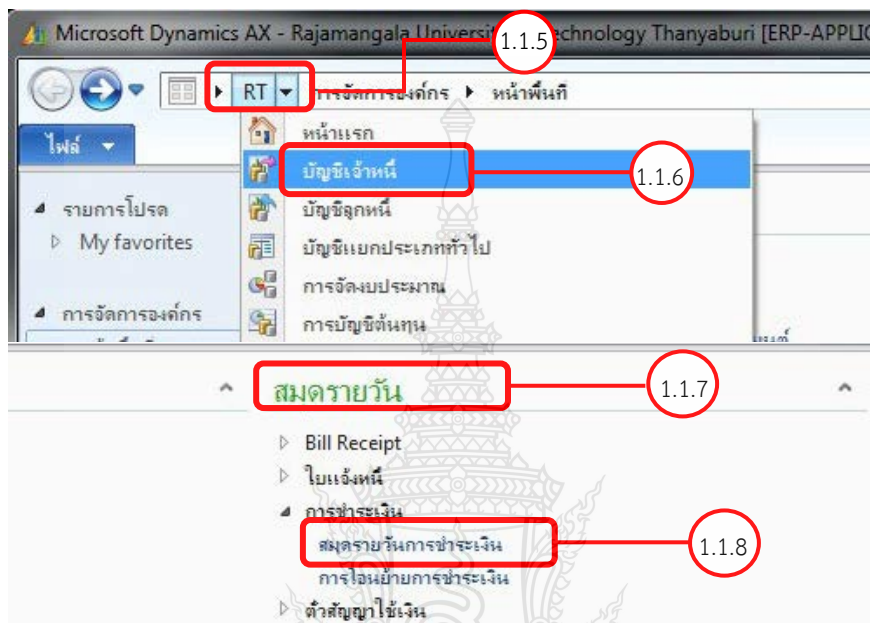 Microsoft Dynamics AX - Rajamangala Universit echnology Thanyaburi [ERP-APPLIC
1.1.5
RT การจัดการองค์กร หน้าพื้นที่
ไฟล์
หน้าแรก
บัญชีเจ้าหนี้
1.1.6
รายการโปรด
บัญชีลูกหนี้
My favorites
บัญชีแยกประเภททั่วไป
การจัดงบประมาณ
การจัดการองค์กร
การบัญชีต้นทุน
สมุดรายวัน
1.1.7
Bill Receipt
ใบแจ้งหนี้
การชำระเงิน
สมุดรายวันการชำระเงิน
1.1.8
การโอนย้ายการชำระเงิน
ตั๋วสัญญาใช้เงิน